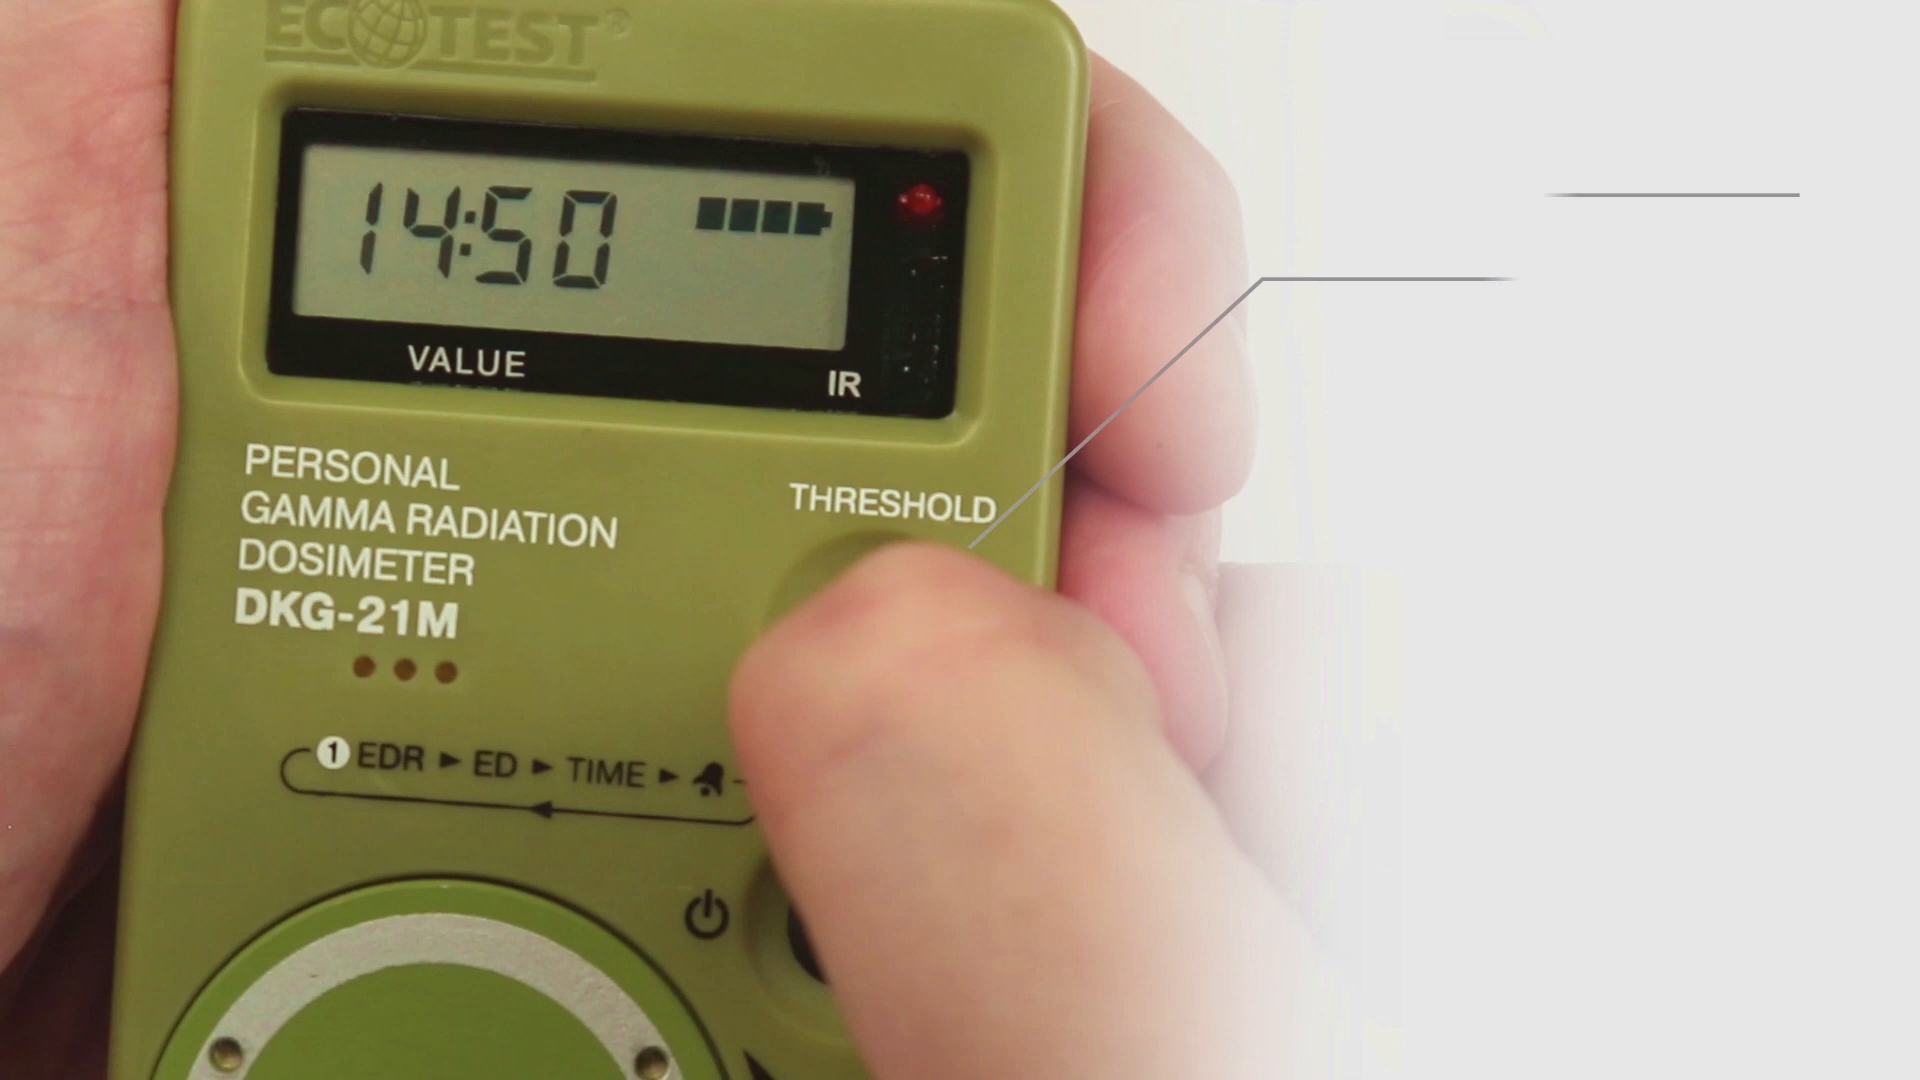 ECOTEST®
14:50
VALUE
IR
PERSONAL
GAMMA RADIATION
DOSIMETER
DKG-21M
THRESHOLD
1 EDR ► ED ► TIME ►